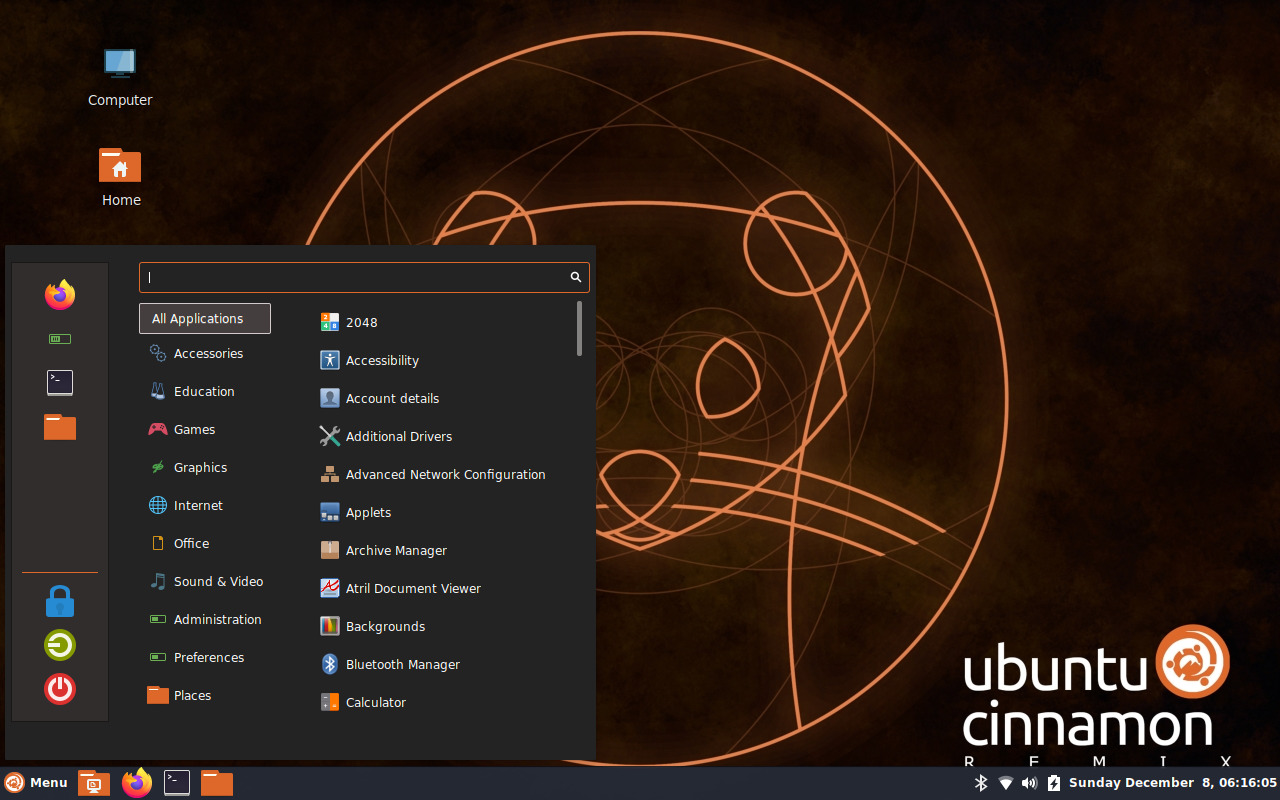 Computer
Home
All Applications
Accessories
Education
Games
Graphics
Internet
Office
Sound & Video
Administration
Preferences
Places
2048
Accessibility
Account details
Additional Drivers
Advanced Network Configuration
Applets
Archive Manager
Atril Document Viewer
Backgrounds
Bluetooth Manager
Calculator
ubuntu
cinnamon
R E M I X
Menu
Sunday December 8, 06:16:05